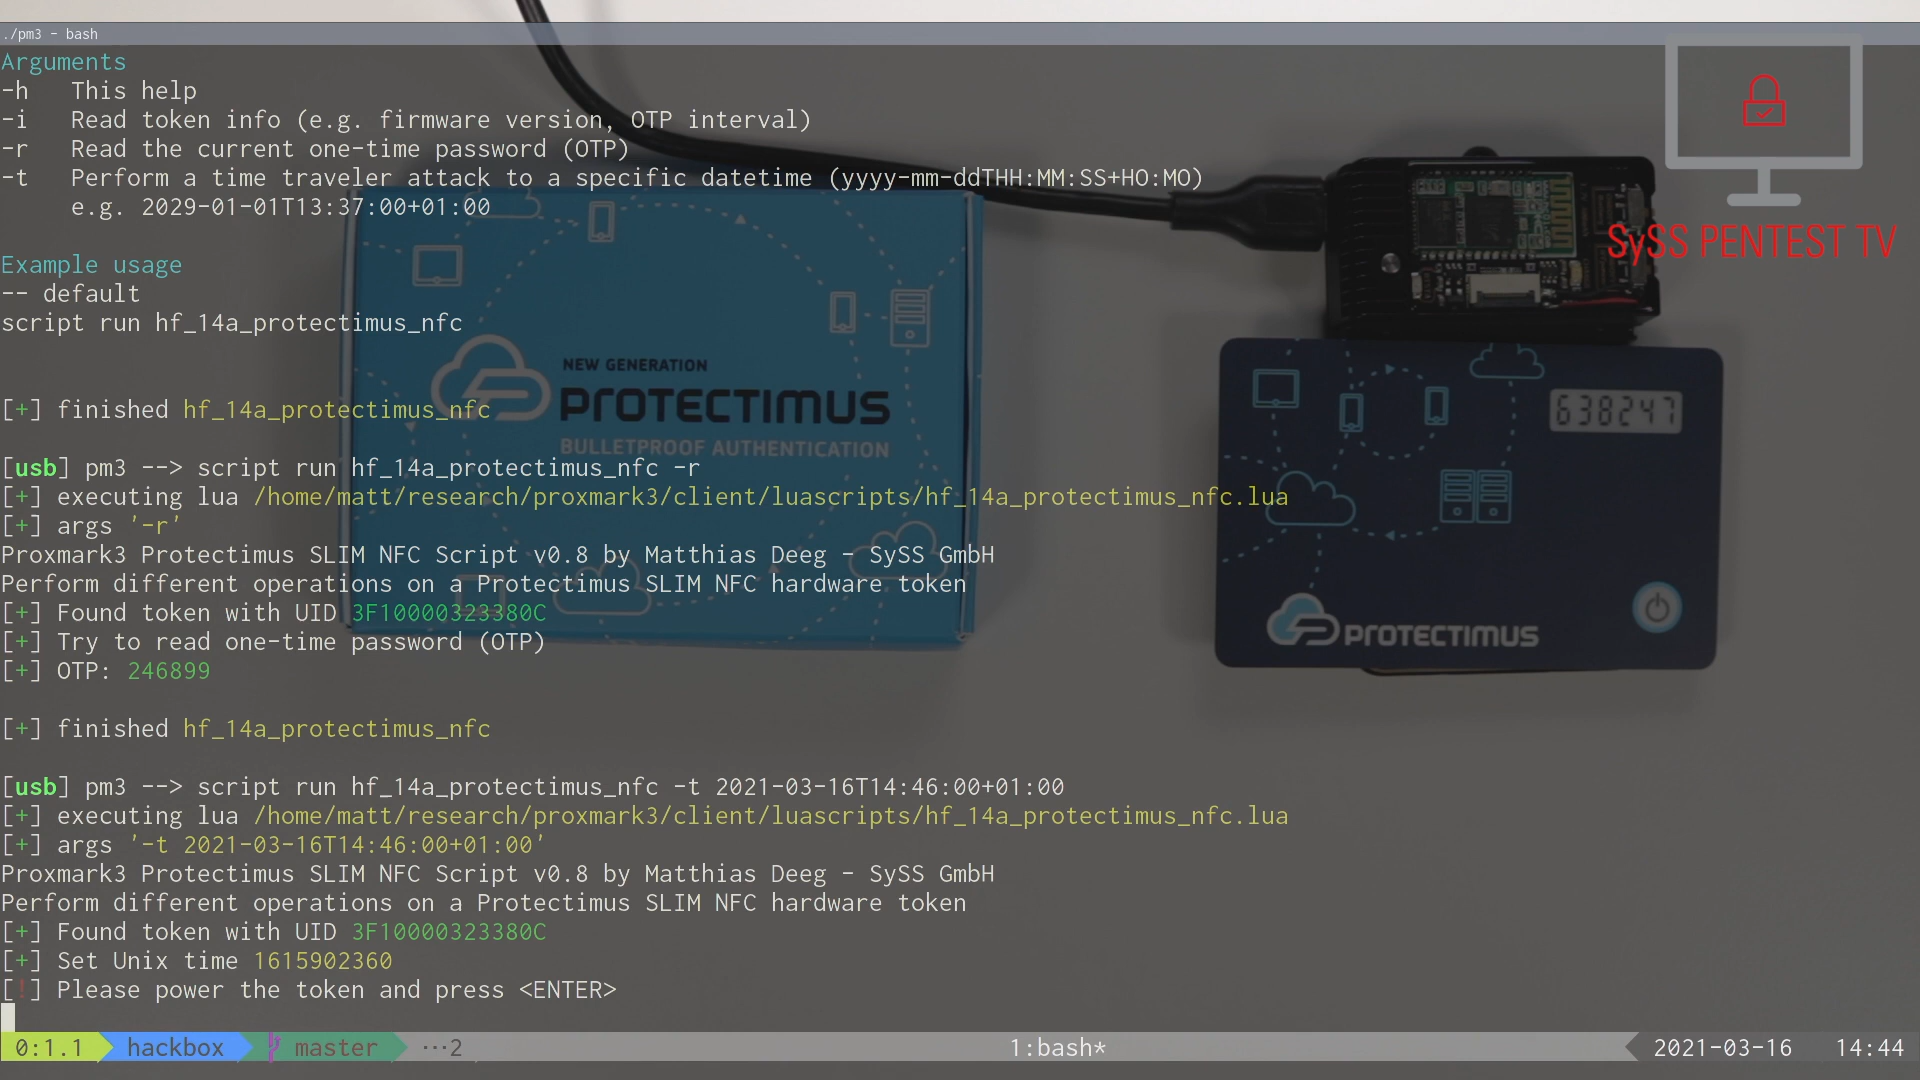 ./pm3 - bash
Arguments
-h   This help
-i   Read token info (e.g. firmware version, OTP interval)
-r   Read the current one-time password (OTP)
-t   Perform a time traveler attack to a specific datetime (yyyy-mm-ddTHH:MM:SS+HO:MO)
     e.g. 2029-01-01T13:37:00+01:00
SySS PENTEST TV
Example usage
-- default
script run hf_14a_protectimus_nfc
NEW GENERATION
PROTECTIMUS
BULLETPROOF AUTHENTICATION
638247
PROTECTIMUS
[+] finished hf_14a_protectimus_nfc
[usb] pm3 --> script run hf_14a_protectimus_nfc -r
[+] executing lua /home/matt/research/proxmark3/client/luascripts/hf_14a_protectimus_nfc.lua
[+] args '-r'
Proxmark3 Protectimus SLIM NFC Script v0.8 by Matthias Deeg - SySS GmbH
Perform different operations on a Protectimus SLIM NFC hardware token
[+] Found token with UID 3F10000323380C
[+] Try to read one-time password (OTP)
[+] OTP: 246899
[+] finished hf_14a_protectimus_nfc
[usb] pm3 --> script run hf_14a_protectimus_nfc -t 2021-03-16T14:46:00+01:00
[+] executing lua /home/matt/research/proxmark3/client/luascripts/hf_14a_protectimus_nfc.lua
[+] args '-t 2021-03-16T14:46:00+01:00'
Proxmark3 Protectimus SLIM NFC Script v0.8 by Matthias Deeg - SySS GmbH
Perform different operations on a Protectimus SLIM NFC hardware token
[+] Found token with UID 3F10000323380C
[+] Set Unix time 1615902360
[!] Please power the token and press <ENTER>
0:1.1 hackbox master ···2 1:bash* 2021-03-16 14:44